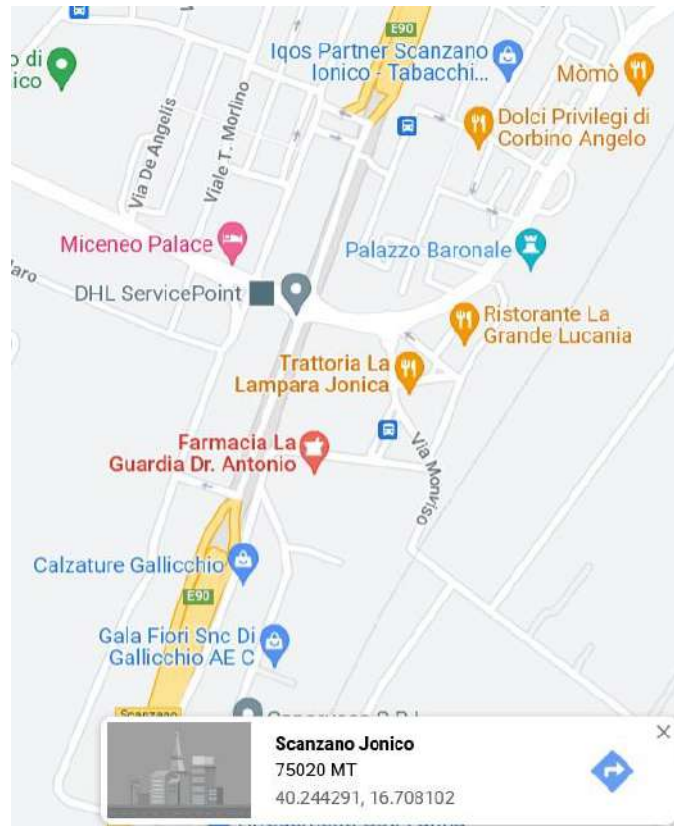 E90
o di
ico
Iqos Partner Scanzano
Ionico - Tabacchi...
Mòmò
Dolci Privilegi di
Corbino Angelo
Via De Angelis
Viale T. Morlino
Miceneo Palace
Palazzo Baronale
aro
DHL ServicePoint
Ristorante La
Grande Lucania
Trattoria La
Lampara Jonica
Farmacia La
Guardia Dr. Antonio
Via Monviso
Calzature Gallicchio
E90
Gala Fiori Snc Di
Gallicchio AE C
Scanzano
Scanzano Jonico
75020 MT
40.244291, 16.708102